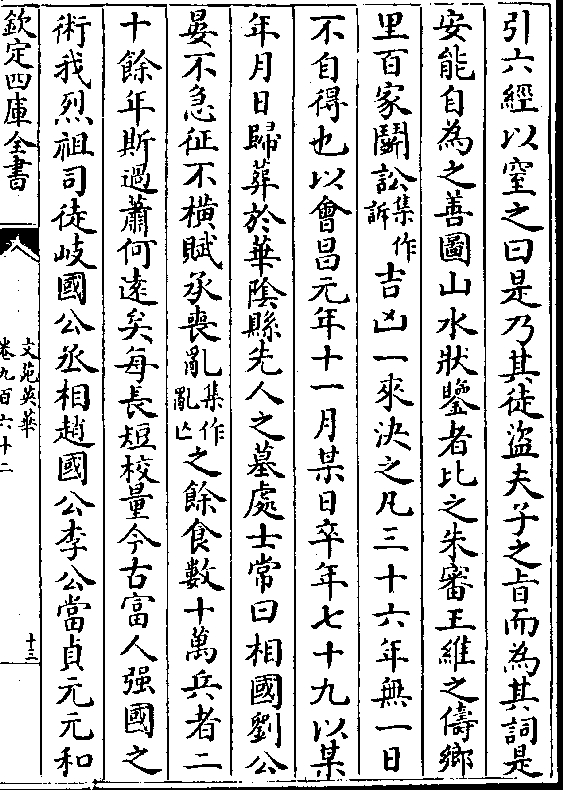 引六經以窒之曰是乃其徒盜夫子之旨而為其詞是
安能自為之善圖山水狀鑒者比之朱審王維之儔鄉
里百家鬬訟集作訴吉凶一來決之凡三十六年無一日
不自得也以會昌元年十一月某日卒年七十九以某
年月日歸葬於華陰縣先人之墓處士常曰相國劉公
晏不急征不橫賦承喪亂集作亂亡之餘食數十萬兵者二
十餘年斯過蕭何遠矣每長短校量今古富人强國之
術我烈祖司徒岐國公丞相趙國公李公當貞元元和
欽定四庫全書
文苑英華
卷九百六十二
十三